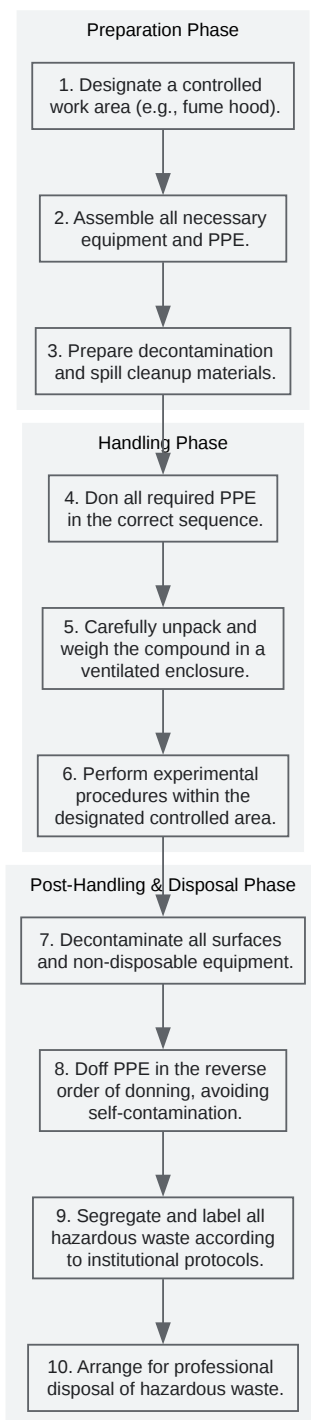 Preparation Phase
1. Designate a controlled
work area (e.g., fume hood).
2. Assemble all necessary
equipment and PPE.
3. Prepare decontamination
and spill cleanup materials.
Handling Phase
4. Don all required PPE
in the correct sequence.
5. Carefully unpack and
weigh the compound in a
ventilated enclosure.
6. Perform experimental
procedures within the
designated controlled area.
Post-Handling & Disposal Phase
7. Decontaminate all surfaces
and non-disposable equipment.
8. Doff PPE in the reverse
order of donning, avoiding
self-contamination.
9. Segregate and label all
hazardous waste according
to institutional protocols.
10. Arrange for professional
disposal of hazardous waste.